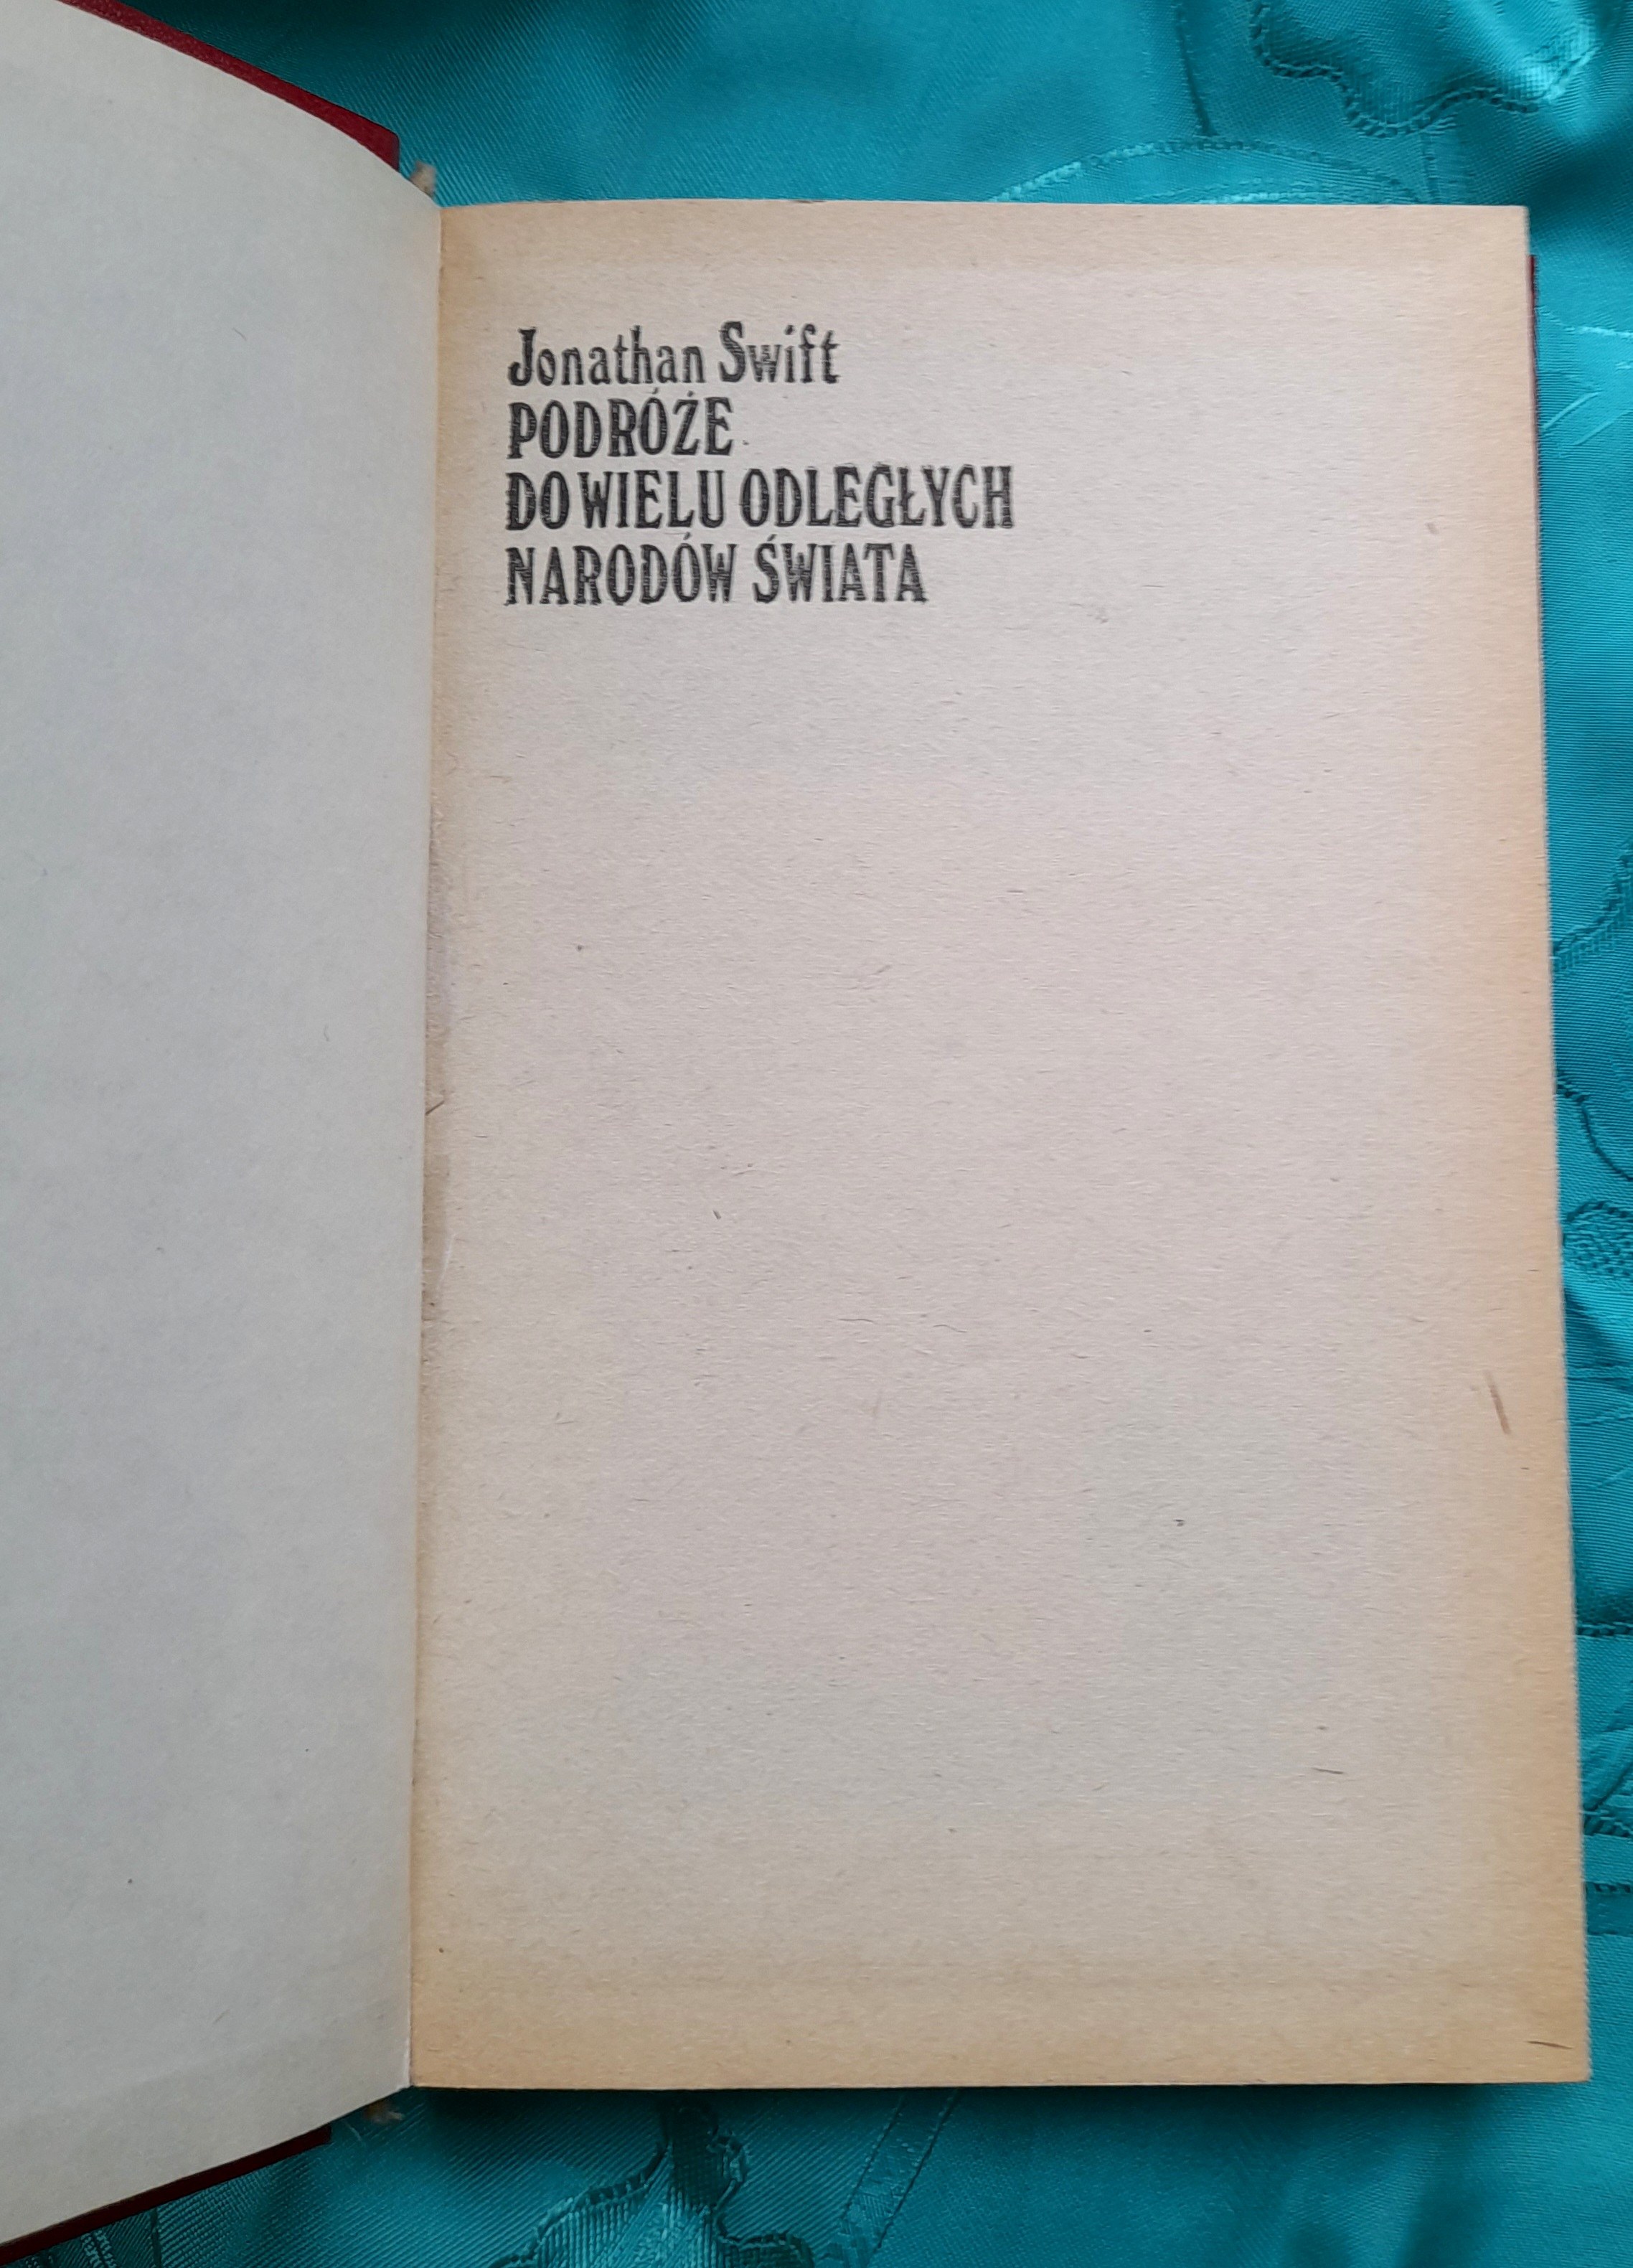 Jonathan Swift
PODRÓŻE
DO WIELU ODLEGŁYCH
NARODÓW ŚWIATA